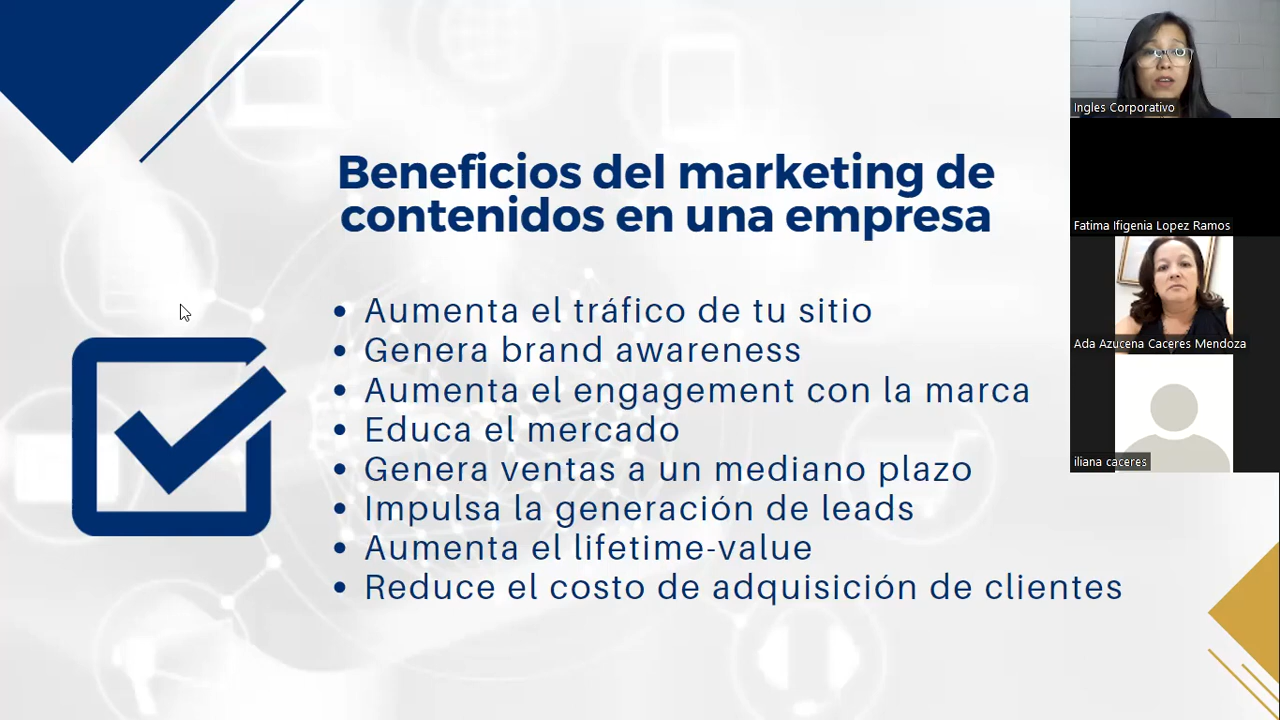 Beneficios del marketing de
contenidos en una empresa
• Aumenta el tráfico de tu sitio
• Genera brand awareness
• Aumenta el engagement con la marca
• Educa el mercado
• Genera ventas a un mediano plazo
• Impulsa la generación de leads
• Aumenta el lifetime-value
• Reduce el costo de adquisición de clientes
Ingles Corporativo
Fatima Ifigenia Lopez Ramos
Ada Azucena Caceres Mendoza
iliana caceres